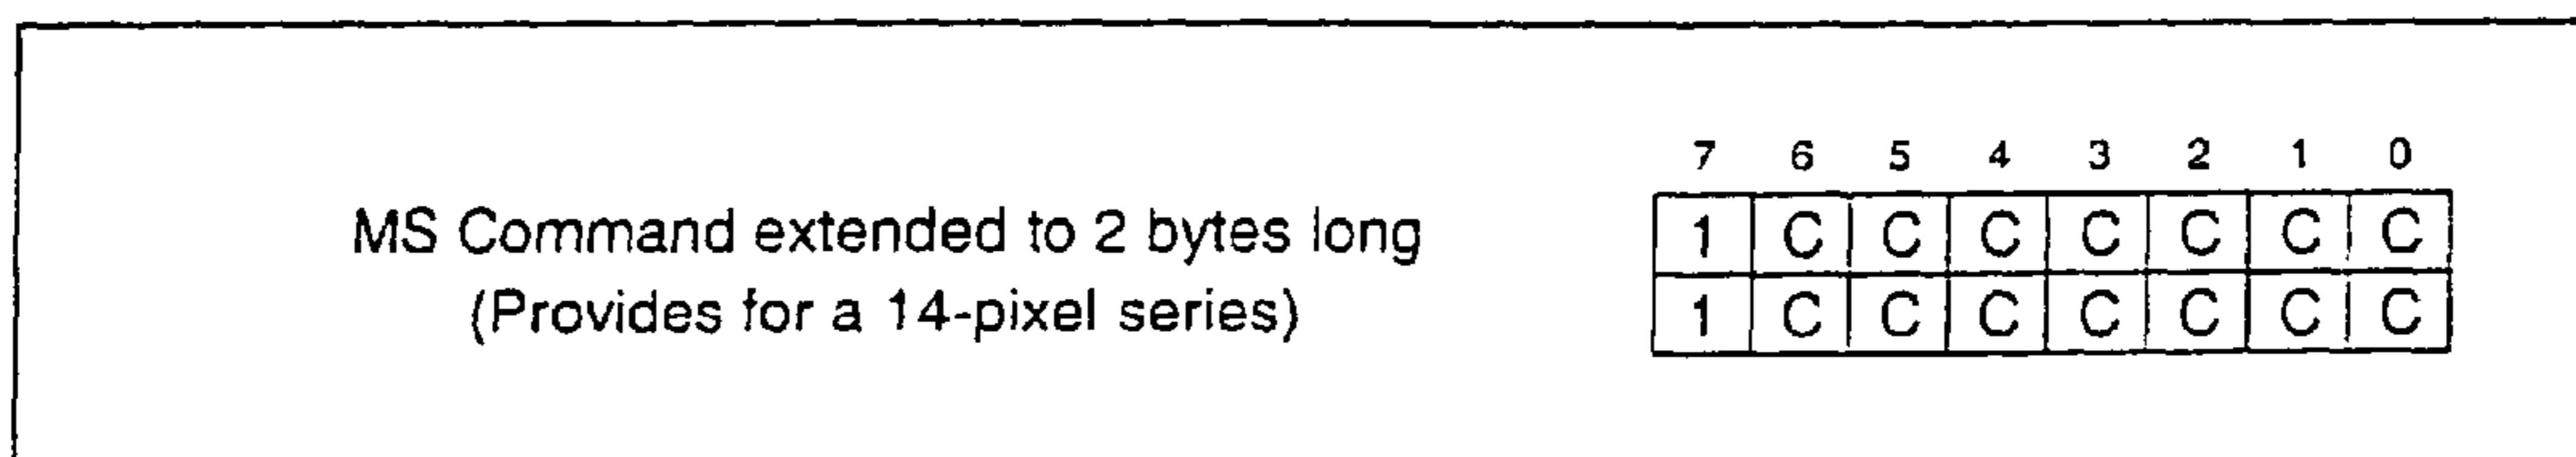 7 6 5 4 3 2 1 0
MS Command extended to 2 bytes long
1 C C C C C C C
(Provides for a 14-pixel series)
1 C C C C C C C